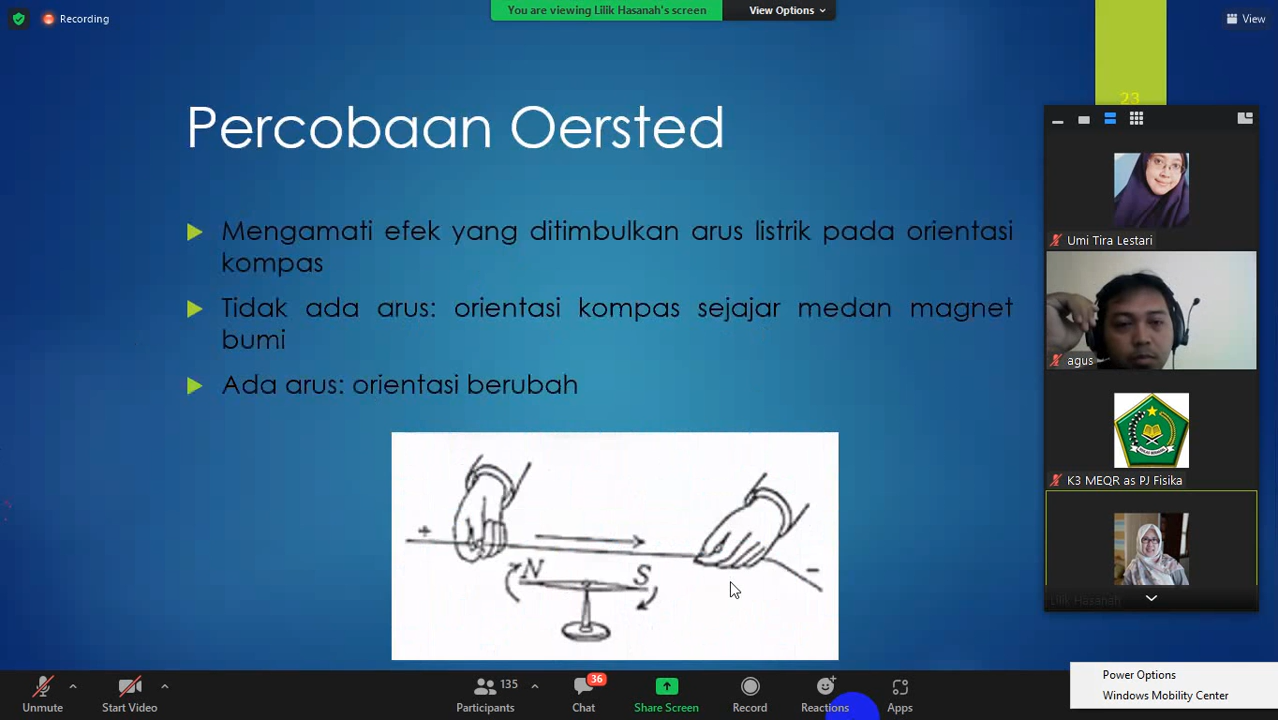 Recording
You are viewing Lilik Hasanah's screen
View Options
View
23
Percobaan Oersted
Mengamati efek yang ditimbulkan arus listrik pada orientasi
kompas
Tidak ada arus: orientasi kompas sejajar medan magnet
bumi
Ada arus: orientasi berubah
+
-
N
S
Umi Tira Lestari
agus
K3 MEQR as PJ Fisika
Lilik Hasanah
Power Options
Windows Mobility Center
Unmute
Start Video
Participants
135
Chat
36
Share Screen
Record
Reactions
Apps